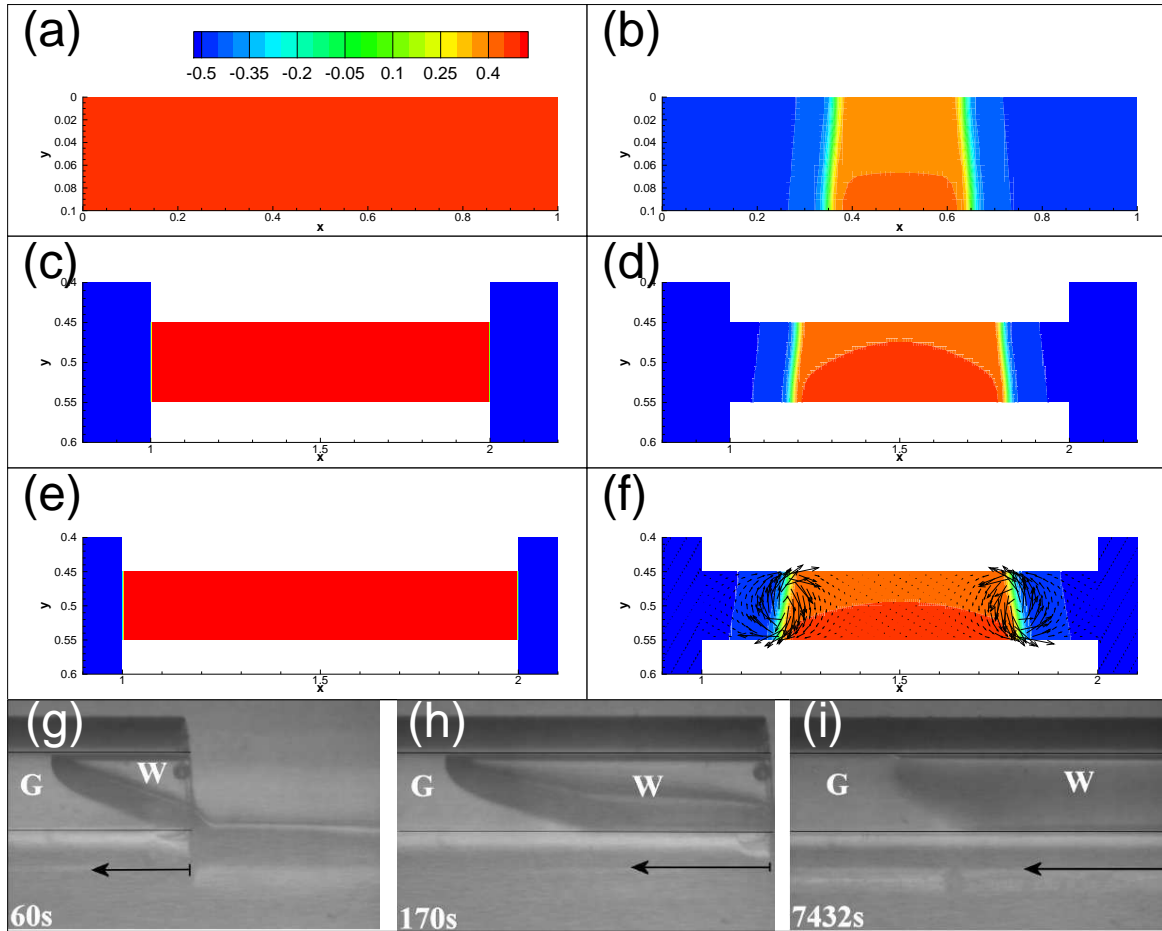 (a)
-0.5 -0.35 -0.2 -0.05 0.1 0.25 0.4
0
0.02
0.04
0.06
0.08
0.1
y
0 0.2 0.4 0.6 0.8 1
x
(b)
0
0.02
0.04
0.06
0.08
0.1
y
0 0.2 0.4 0.6 0.8 1
x
(c)
0.4
0.45
0.5
0.55
0.6
y
1 1.5 2
x
(d)
0.4
0.45
0.5
0.55
0.6
y
1 1.5 2
x
(e)
0.4
0.45
0.5
0.55
0.6
y
1 1.5 2
x
(f)
0.4
0.45
0.5
0.55
0.6
y
1 1.5 2
x
(g)
G W
60s
(h)
G W
170s
(i)
G W
7432s